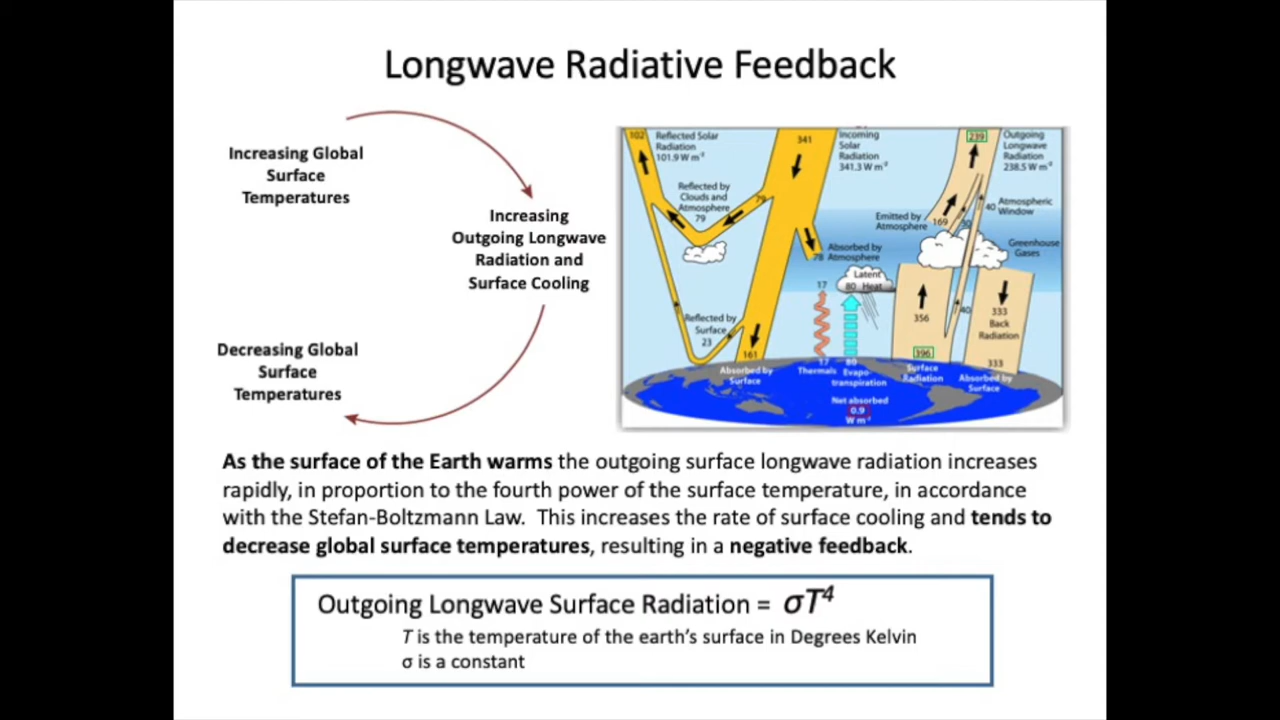 Longwave Radiative Feedback
Increasing Global
Surface
Temperatures
Increasing
Outgoing Longwave
Radiation and
Surface Cooling
Decreasing Global
Surface
Temperatures
102
Reflected Solar
Radiation
101.9 W m⁻²
341
Incoming
Solar
Radiation
341.3 W m⁻²
239
Outgoing
Longwave
Radiation
238.5 W m⁻²
Reflected by
Clouds and
Atmosphere
79
79
Emitted by
Atmosphere
169
30
40
Atmospheric
Window
Greenhouse
Gases
Absorbed by
78 Atmosphere
Latent
80 Heat
17
Reflected by
Surface
23
356
40
333
Back
Radiation
161
Absorbed by
Surface
17
Thermals
80
Evapo-
transpiration
396
Surface
Radiation
333
Absorbed by
Surface
Net absorbed
0.9
W m⁻²
As the surface of the Earth warms the outgoing surface longwave radiation increases
rapidly, in proportion to the fourth power of the surface temperature, in accordance
with the Stefan-Boltzmann Law. This increases the rate of surface cooling and tends to
decrease global surface temperatures, resulting in a negative feedback.
Outgoing Longwave Surface Radiation = σT⁴
T is the temperature of the earth's surface in Degrees Kelvin
σ is a constant